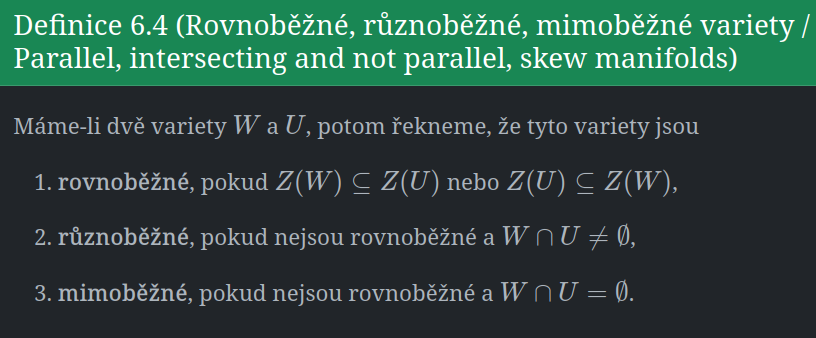 Definice 6.4 (Rovnoběžné, různoběžné, mimoběžné variety /
Parallel, intersecting and not parallel, skew manifolds)
Máme-li dvě variety W a U, potom řekneme, že tyto variety jsou
1. rovnoběžné, pokud Z(W) ⊆ Z(U) nebo Z(U) ⊆ Z(W),
2. různoběžné, pokud nejsou rovnoběžné a W ∩ U ≠ ∅,
3. mimoběžné, pokud nejsou rovnoběžné a W ∩ U = ∅.